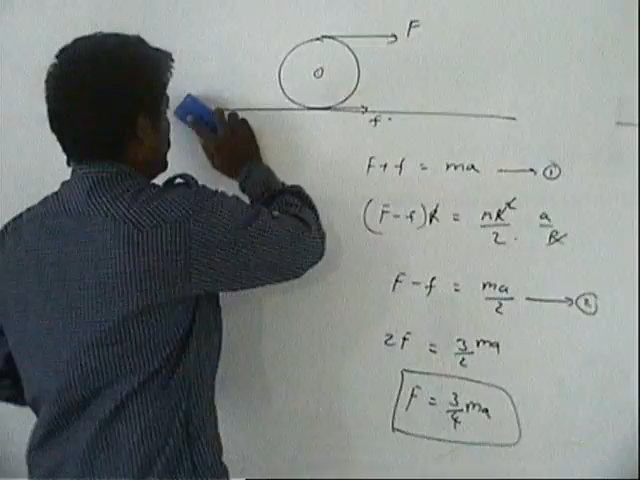 F
f
F + f = ma ①
(F - f)R = mR²/2 . a/R
F - f = ma/2 ②
2F = 3/2 ma
F = 3/4 ma